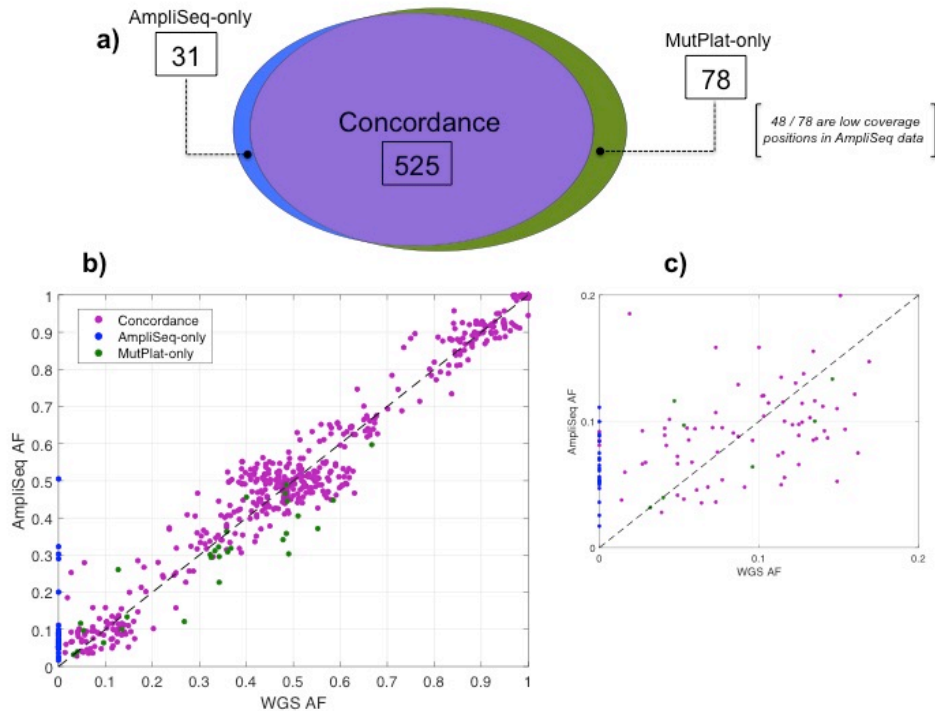 a)
AmpliSeq-only
31
MutPlat-only
78
Concordance
525
48 / 78 are low coverage
positions in AmpliSeq data
b)
1
0.9
0.8
0.7
0.6
0.5
0.4
0.3
0.2
0.1
0
AmpliSeq AF
Concordance
AmpliSeq-only
MutPlat-only
0 0.1 0.2 0.3 0.4 0.5 0.6 0.7 0.8 0.9 1
WGS AF
c)
0.2
0.1
0
AmpliSeq AF
0 0.1 0.2
WGS AF